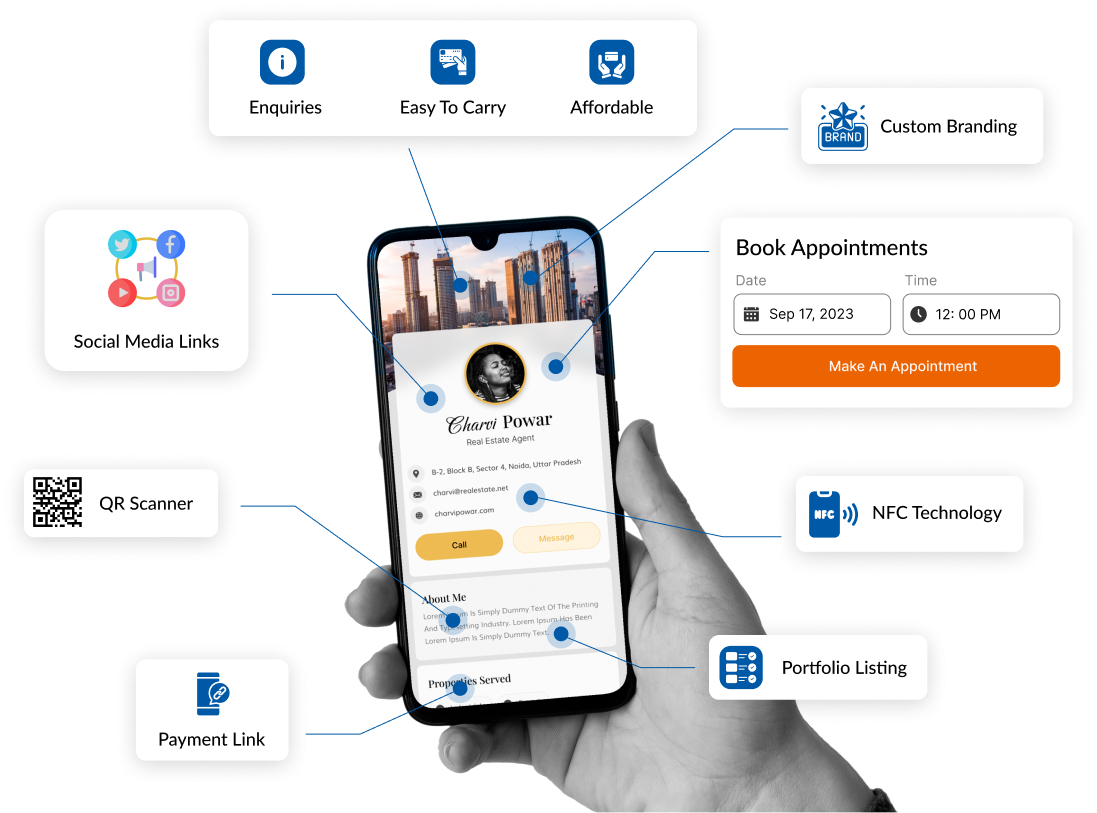 Enquiries
Easy To Carry
Affordable
BRAND
Custom Branding
Social Media Links
Book Appointments
Date
Time
Sep 17, 2023
12: 00 PM
Make An Appointment
Charvi Powar
Real Estate Agent
B-2, Block B, Sector 4, Noida, Uttar Pradesh
charvi@realestate.net
charvipowar.com
Call
Message
QR Scanner
NFC
NFC Technology
About Me
Lorem Ipsum Is Simply Dummy Text Of The Printing
And Typesetting Industry. Lorem Ipsum Has Been
Lorem Ipsum Is Simply Dummy Text.
Properties Served
Portfolio Listing
Payment Link